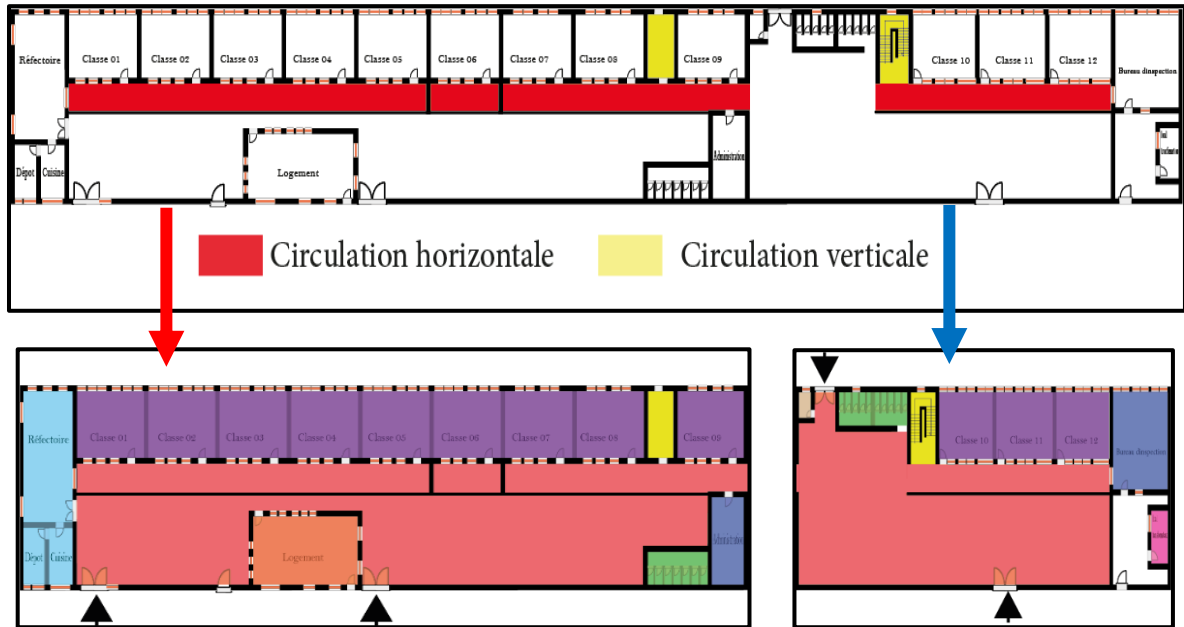 Réfectoire
Classe 01
Classe 02
Classe 03
Classe 04
Classe 05
Classe 06
Classe 07
Classe 08
Classe 09
Classe 10
Classe 11
Classe 12
Bureau dinspection
Dépot
Cuisine
Logement
Administration
Circulation horizontale
Circulation verticale
Réfectoire
Classe 01
Classe 02
Classe 03
Classe 04
Classe 05
Classe 06
Classe 07
Classe 08
Classe 09
Dépot
Cuisine
Logement
Administration
Classe 10
Classe 11
Classe 12
Bureau dinspection